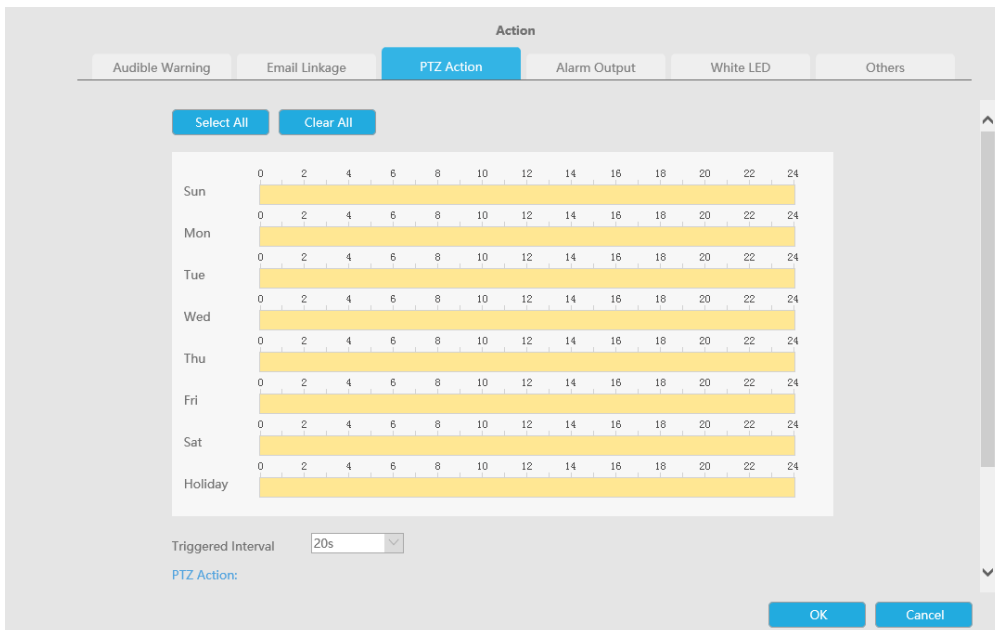 Action
Audible Warning Email Linkage PTZ Action Alarm Output White LED Others
Select All Clear All
0 2 4 6 8 10 12 14 16 18 20 22 24
Sun
0 2 4 6 8 10 12 14 16 18 20 22 24
Mon
0 2 4 6 8 10 12 14 16 18 20 22 24
Tue
0 2 4 6 8 10 12 14 16 18 20 22 24
Wed
0 2 4 6 8 10 12 14 16 18 20 22 24
Thu
0 2 4 6 8 10 12 14 16 18 20 22 24
Fri
0 2 4 6 8 10 12 14 16 18 20 22 24
Sat
0 2 4 6 8 10 12 14 16 18 20 22 24
Holiday
Triggered Interval 20s
PTZ Action:
OK Cancel